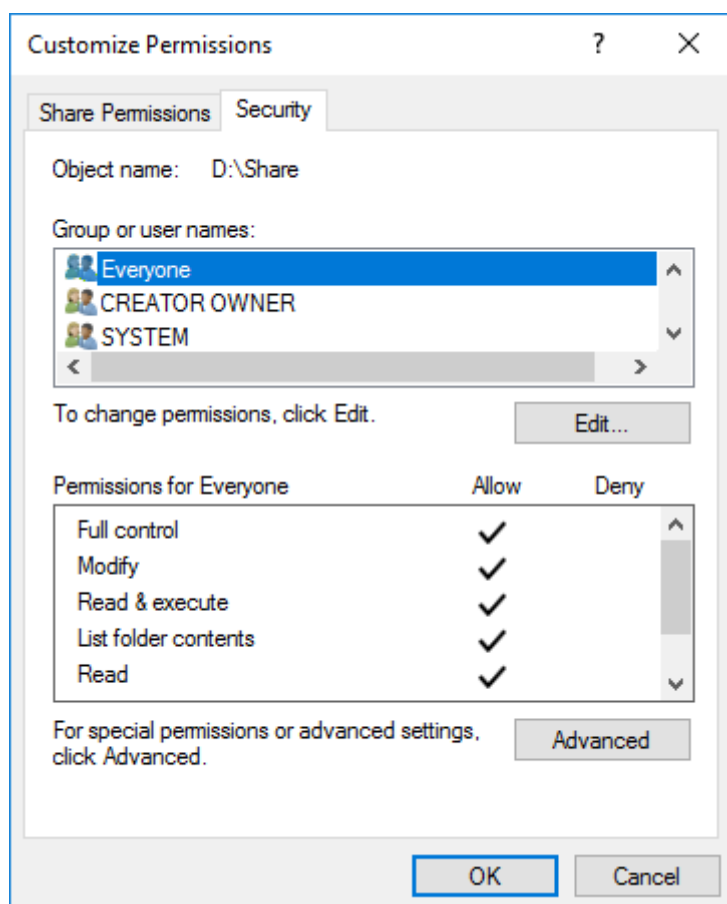 Customize Permissions ?
Share Permissions Security
Object name: D:\Share
Group or user names:
Everyone
CREATOR OWNER
SYSTEM
To change permissions, click Edit.
Edit...
Permissions for Everyone Allow Deny
Full control
Modify
Read & execute
List folder contents
Read
For special permissions or advanced settings,
click Advanced.
Advanced
OK Cancel